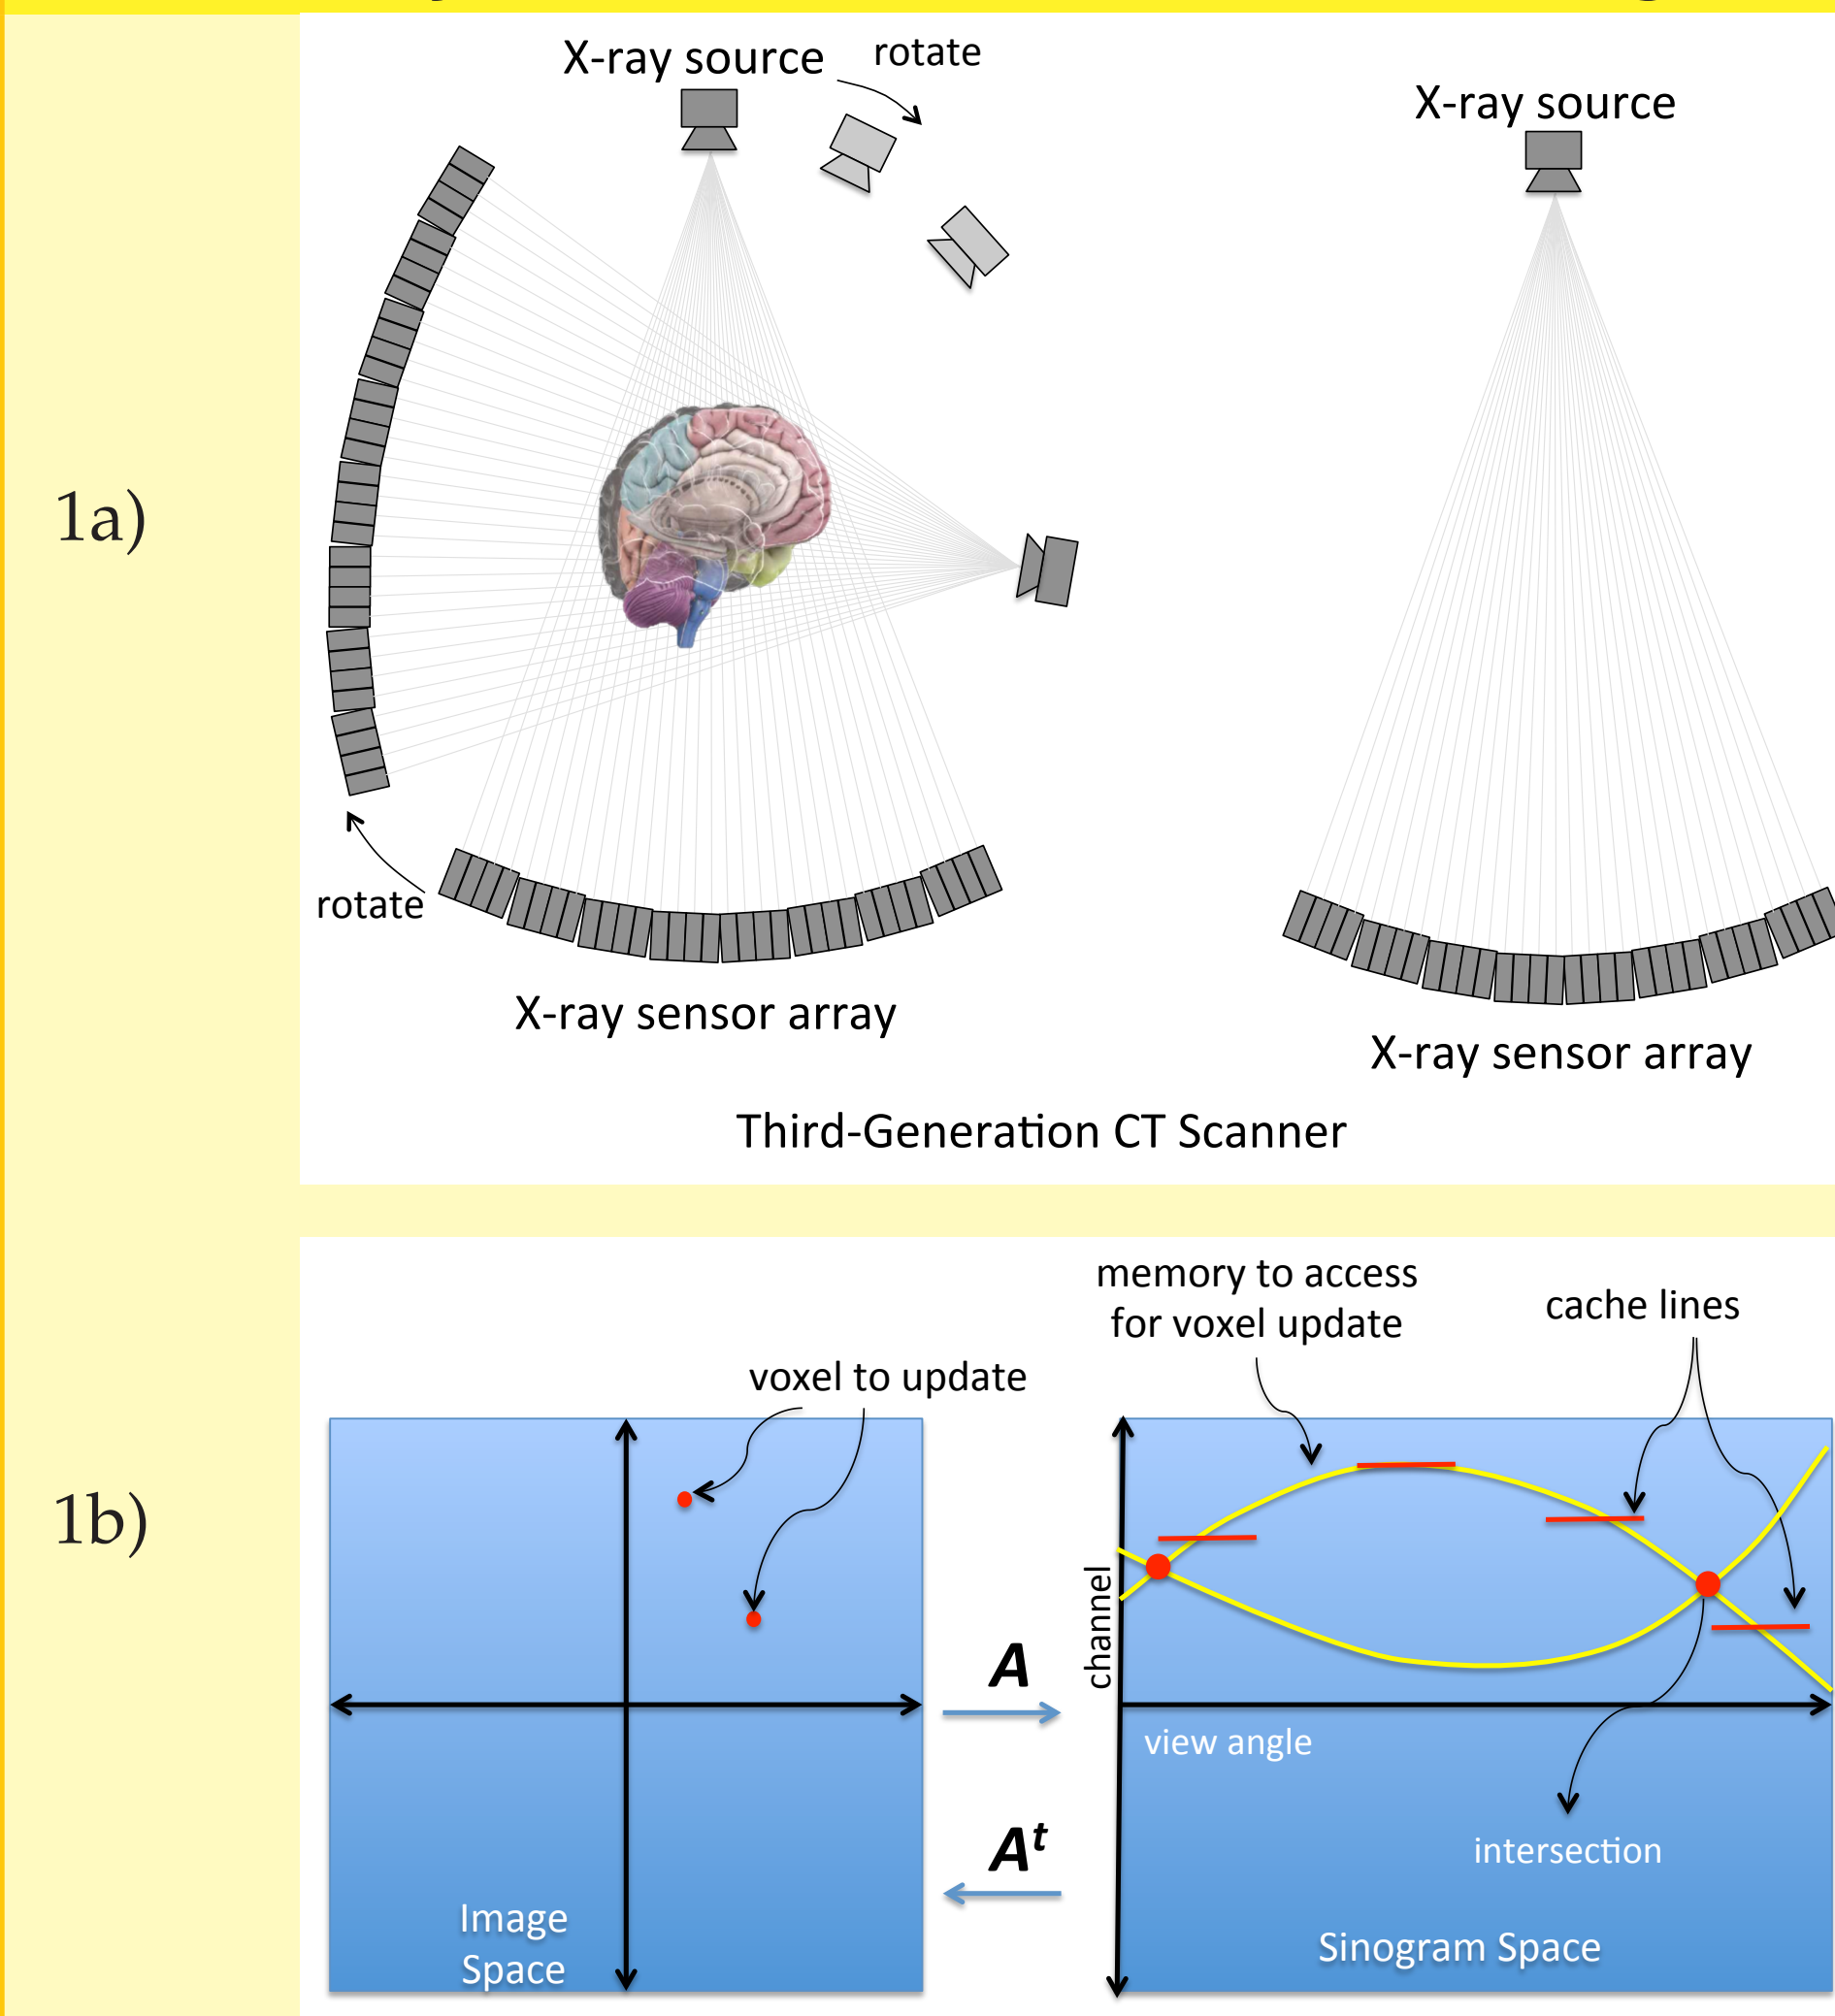 1a)
X-ray source
rotate
X-ray source
rotate
X-ray sensor array
X-ray sensor array
Third-Generation CT Scanner
1b)
memory to access
for voxel update
cache lines
voxel to update
channel
A
view angle
Aᵗ
intersection
Image
Space
Sinogram Space